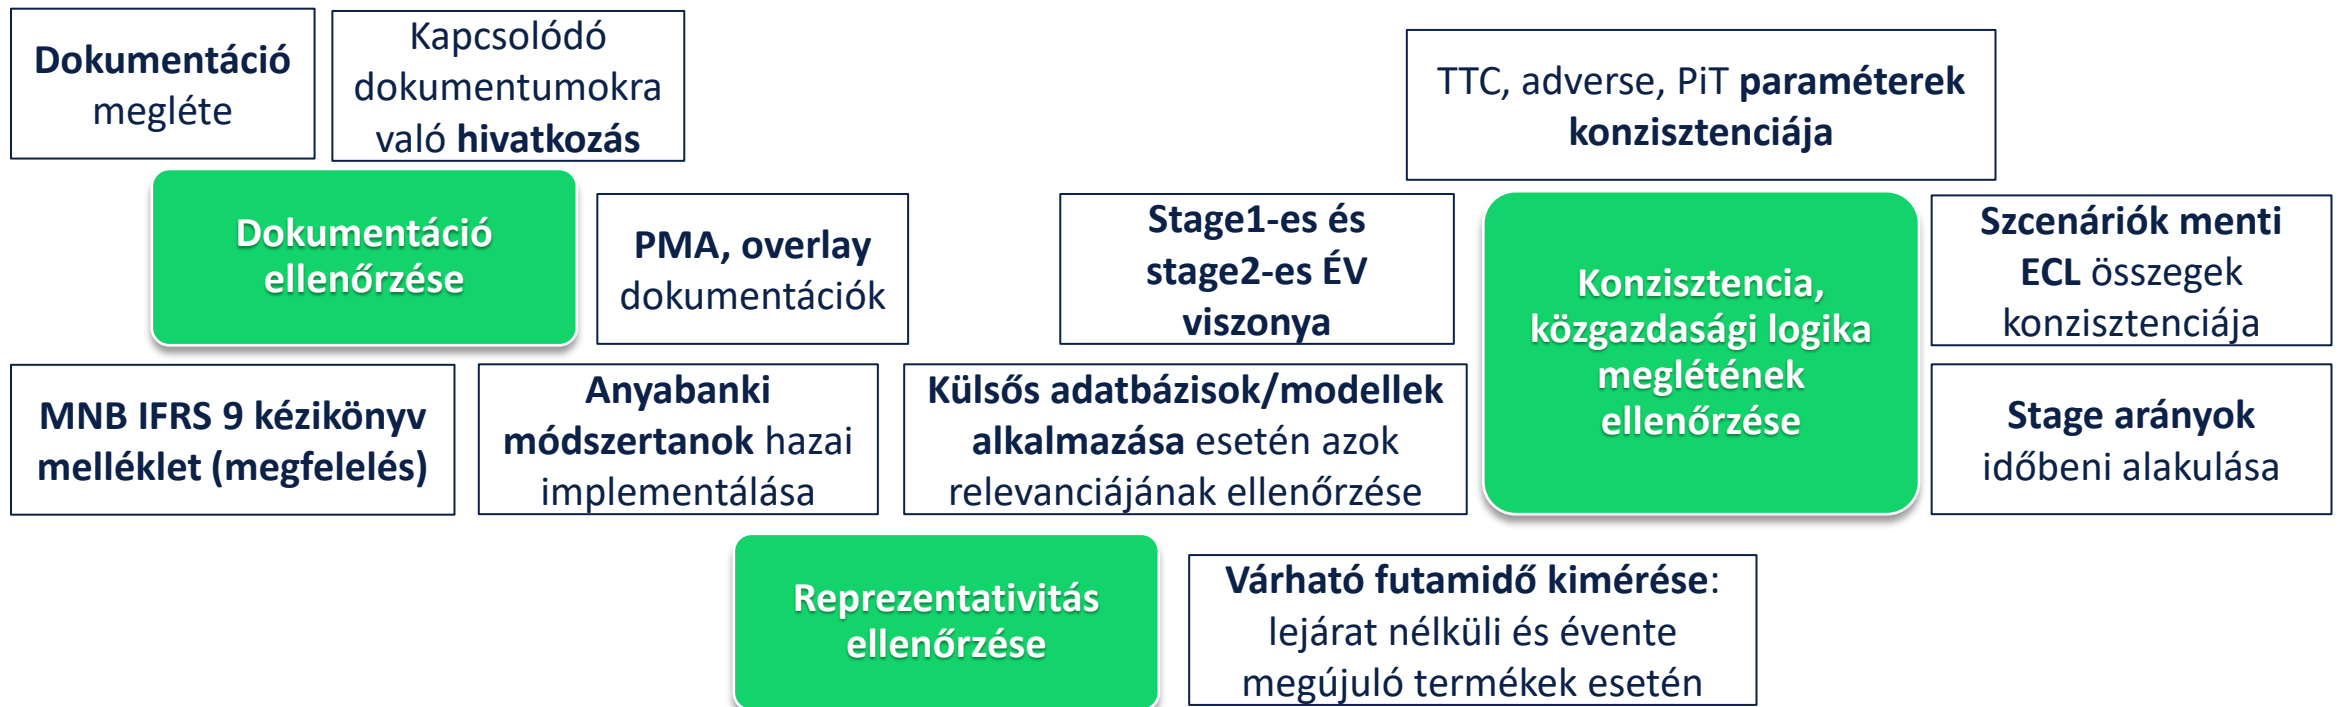 Dokumentáció
megléte
Kapcsolódó
dokumentumokra
való hivatkozás
Dokumentáció
ellenőrzése
PMA, overlay
dokumentációk
MNB IFRS 9 kézikönyv
melléklet (megfelelés)
Anyabanki
módszertanok hazai
implementálása
TTC, adverse, PiT paraméterek
konzisztenciája
Stage1-es és
stage2-es ÉV
viszonya
Konzisztencia,
közgazdasági logika
meglétének
ellenőrzése
Szcenáriók menti
ECL összegek
konzisztenciája
Stage arányok
időbeni alakulása
Külsős adatbázisok/modellek
alkalmazása esetén azok
relevanciájának ellenőrzése
Reprezentativitás
ellenőrzése
Várható futamidő kimérése:
lejárat nélküli és évente
megújuló termékek esetén